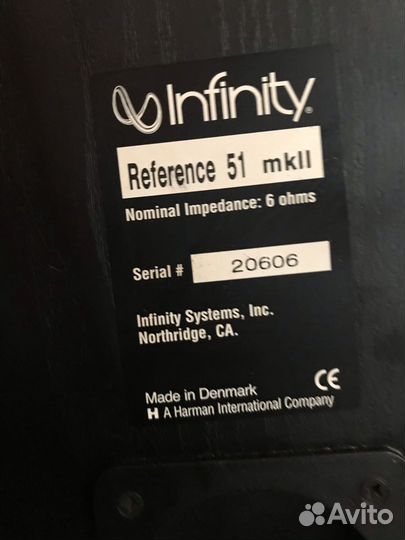 Infinity®
Reference 51 mkII
Nominal Impedance: 6 ohms
Serial # 20606
Infinity Systems, Inc.
Northridge, CA.
Made in Denmark CE
H A Harman International Company
Avito